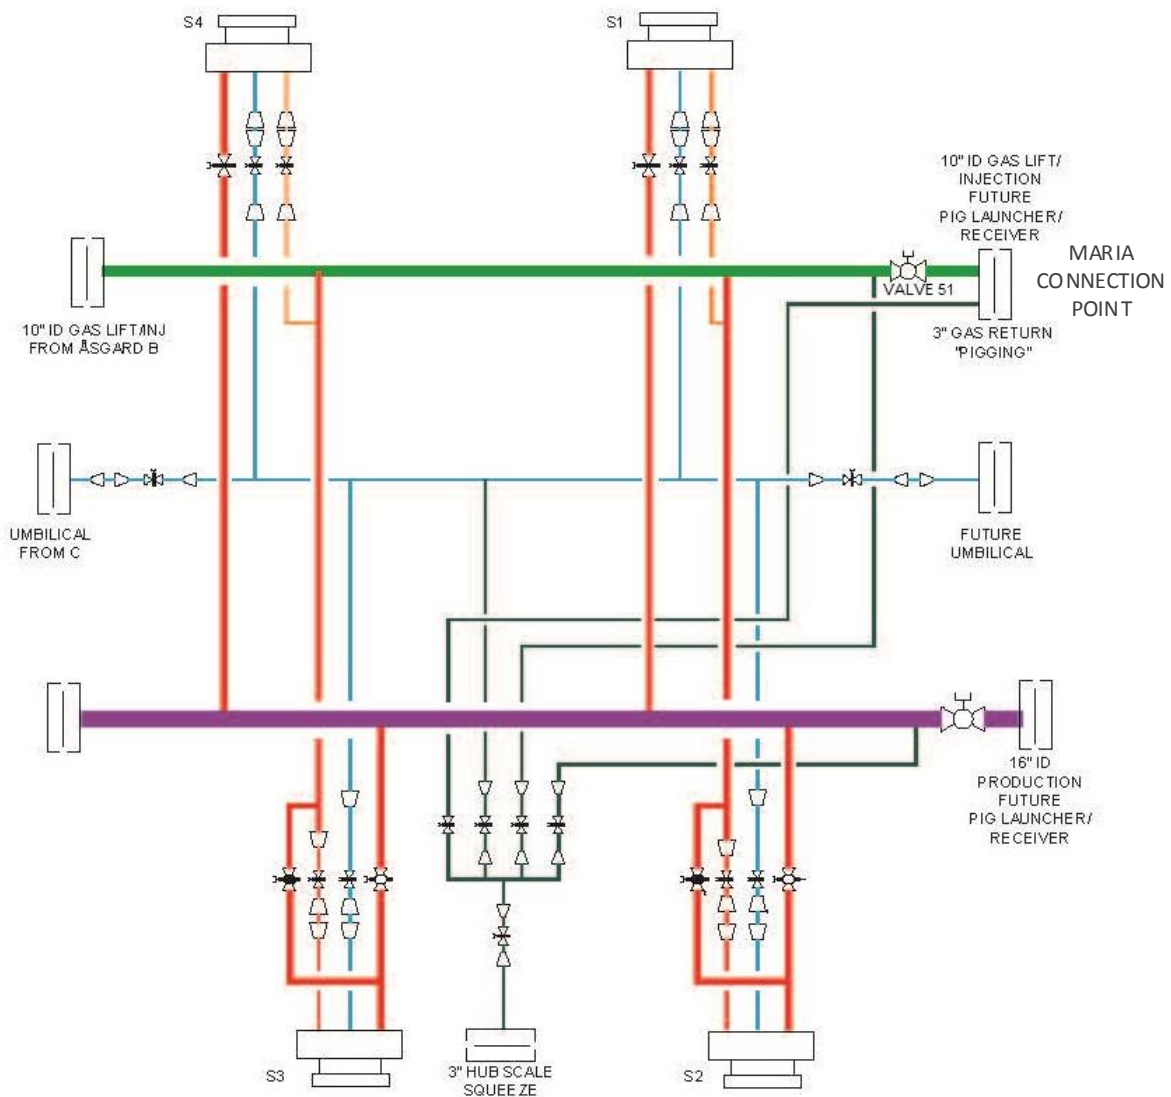 S4
S1
10" ID GAS LIFT/
INJECTION
FUTURE
PIG LAUNCHER/
RECEIVER
MARIA
CONNECTION
POINT
VALVE 51
10" ID GAS LIFT/INJ
FROM ÅSGARD B
3" GAS RETURN
"PIGGING"
UMBILICAL
FROM C
FUTURE
UMBILICAL
16" ID
PRODUCTION
FUTURE
PIG LAUNCHER/
RECEIVER
S3
3" HUB SCALE
SQUEEZE
S2